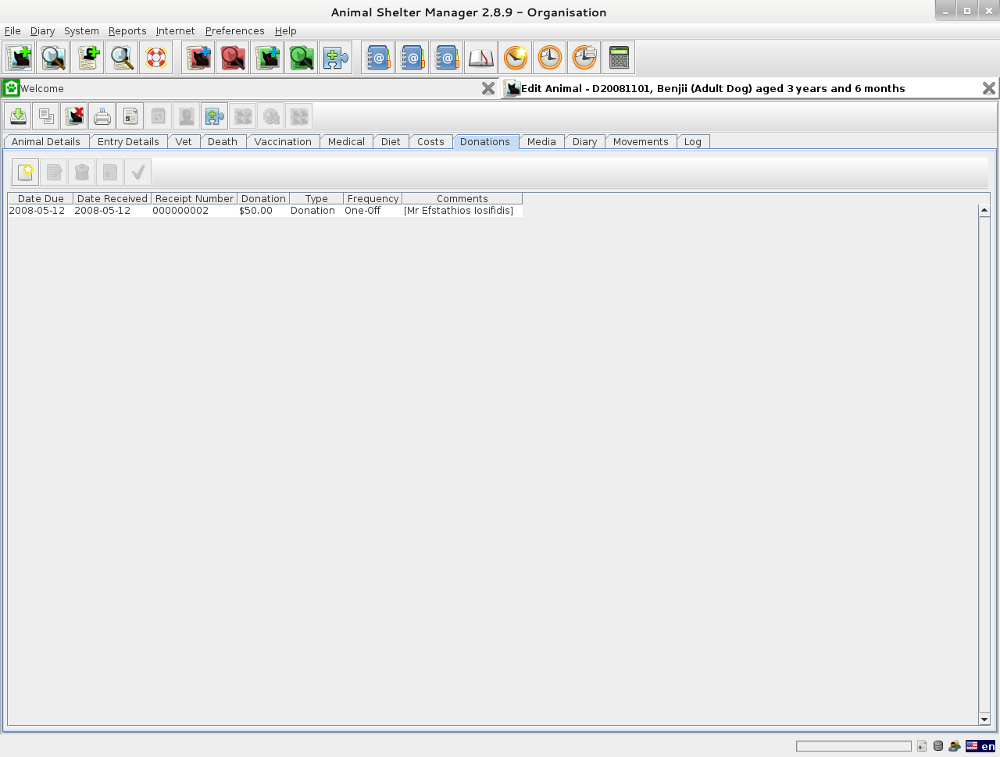 Animal Shelter Manager 2.8.9 – Organisation
File Diary System Reports Internet Preferences Help
Welcome
Edit Animal - D20081101, Benjii (Adult Dog) aged 3 years and 6 months
Animal Details Entry Details Vet Death Vaccination Medical Diet Costs Donations Media Diary Movements Log
Date Due Date Received Receipt Number Donation Type Frequency Comments
2008-05-12 2008-05-12 000000002 $50.00 Donation One-Off [Mr Efstathios Iosifidis]
en